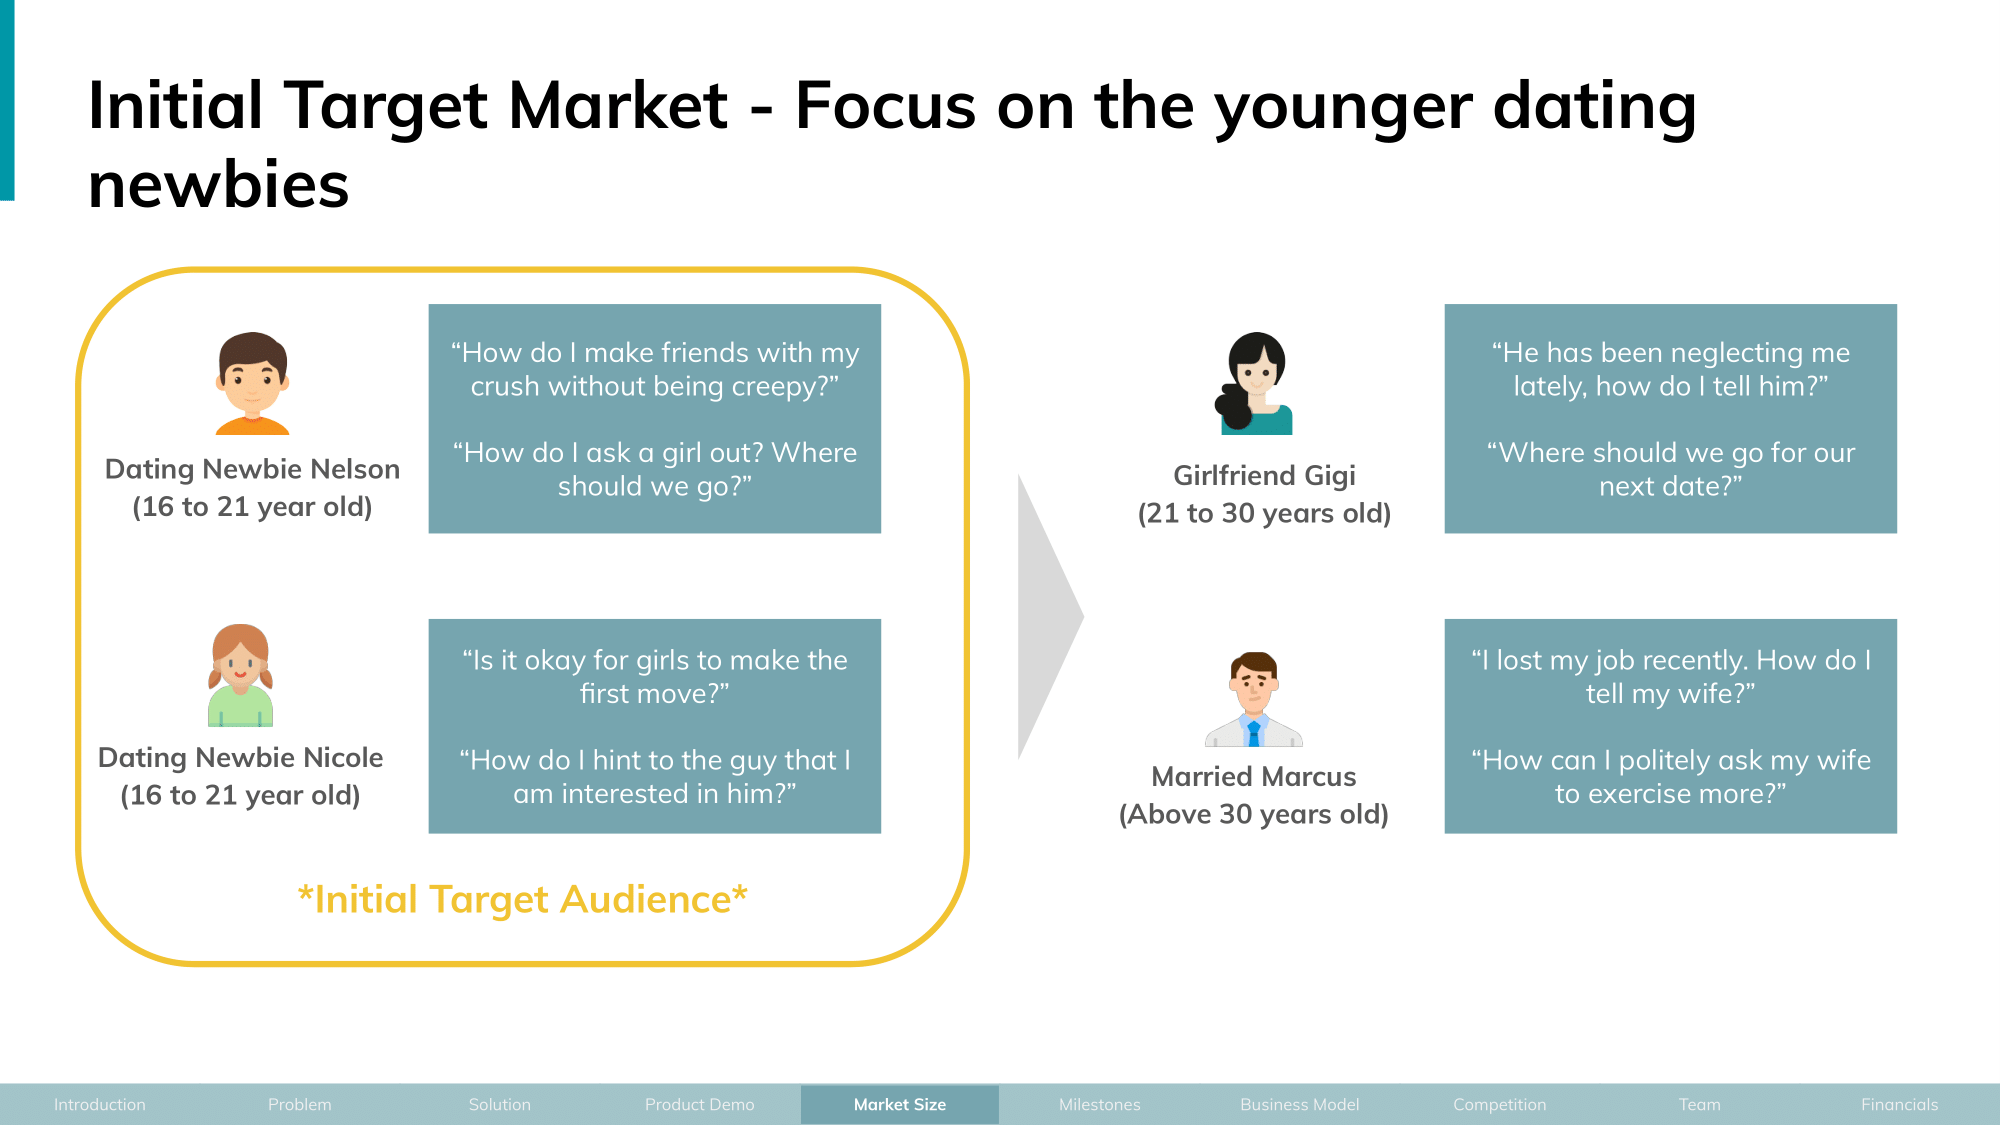 Initial Target Market - Focus on the younger dating
newbies
“How do I make friends with my
crush without being creepy?”
“How do I ask a girl out? Where
should we go?”
Dating Newbie Nelson
(16 to 21 year old)
“Is it okay for girls to make the
first move?”
“How do I hint to the guy that I
am interested in him?”
Dating Newbie Nicole
(16 to 21 year old)
*Initial Target Audience*
“He has been neglecting me
lately, how do I tell him?”
“Where should we go for our
next date?”
Girlfriend Gigi
(21 to 30 years old)
“I lost my job recently. How do I
tell my wife?”
“How can I politely ask my wife
to exercise more?”
Married Marcus
(Above 30 years old)
Introduction Problem Solution Product Demo Market Size Milestones Business Model Competition Team Financials